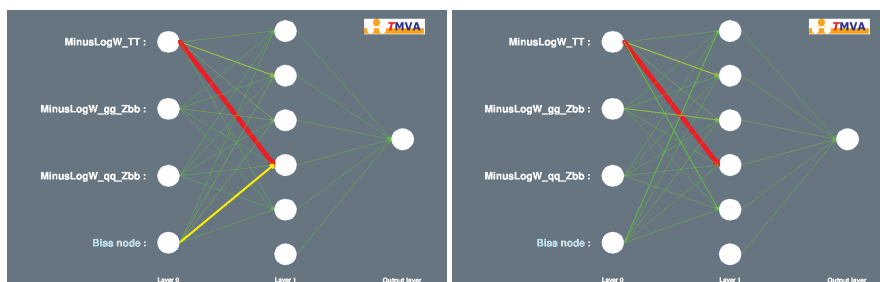 TMVA
MinusLogW_TT :
MinusLogW_gg_Zbb :
MinusLogW_qq_Zbb :
Bias node :
Layer 0
Layer 1
Output layer
TMVA
MinusLogW_TT :
MinusLogW_gg_Zbb :
MinusLogW_qq_Zbb :
Bias node :
Layer 0
Layer 1
Output layer